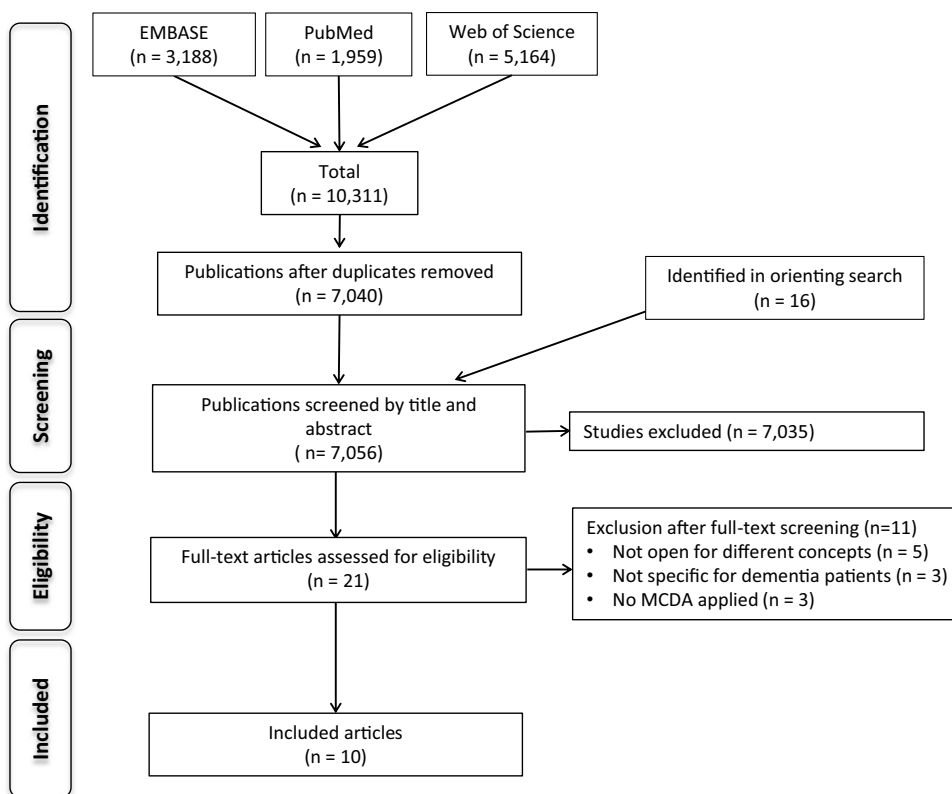 EMBASE
(n = 3,188)
PubMed
(n = 1,959)
Web of Science
(n = 5,164)
Identification
Total
(n = 10,311)
Publications after duplicates removed
(n = 7,040)
Identified in orienting search
(n = 16)
Screening
Publications screened by title and
abstract
( n= 7,056)
Studies excluded (n = 7,035)
Eligibility
Full-text articles assessed for eligibility
(n = 21)
Exclusion after full-text screening (n=11)
• Not open for different concepts (n = 5)
• Not specific for dementia patients (n = 3)
• No MCDA applied (n = 3)
Included
Included articles
(n = 10)